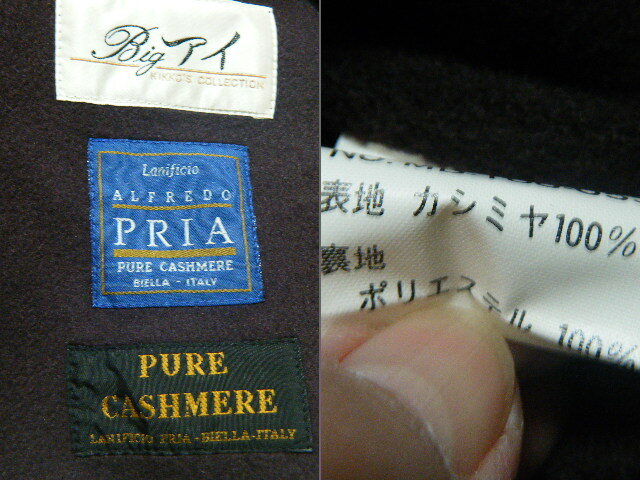 Big アイ
KIKKO'S COLLECTION
Lanificio
ALFREDO
PRIA
PURE CASHMERE
BIELLA - ITALY
PURE
CASHMERE
LANIFICIO PRIA - BIELLA - ITALY
表地 カシミヤ100%
裏地
ポリエステル 100%